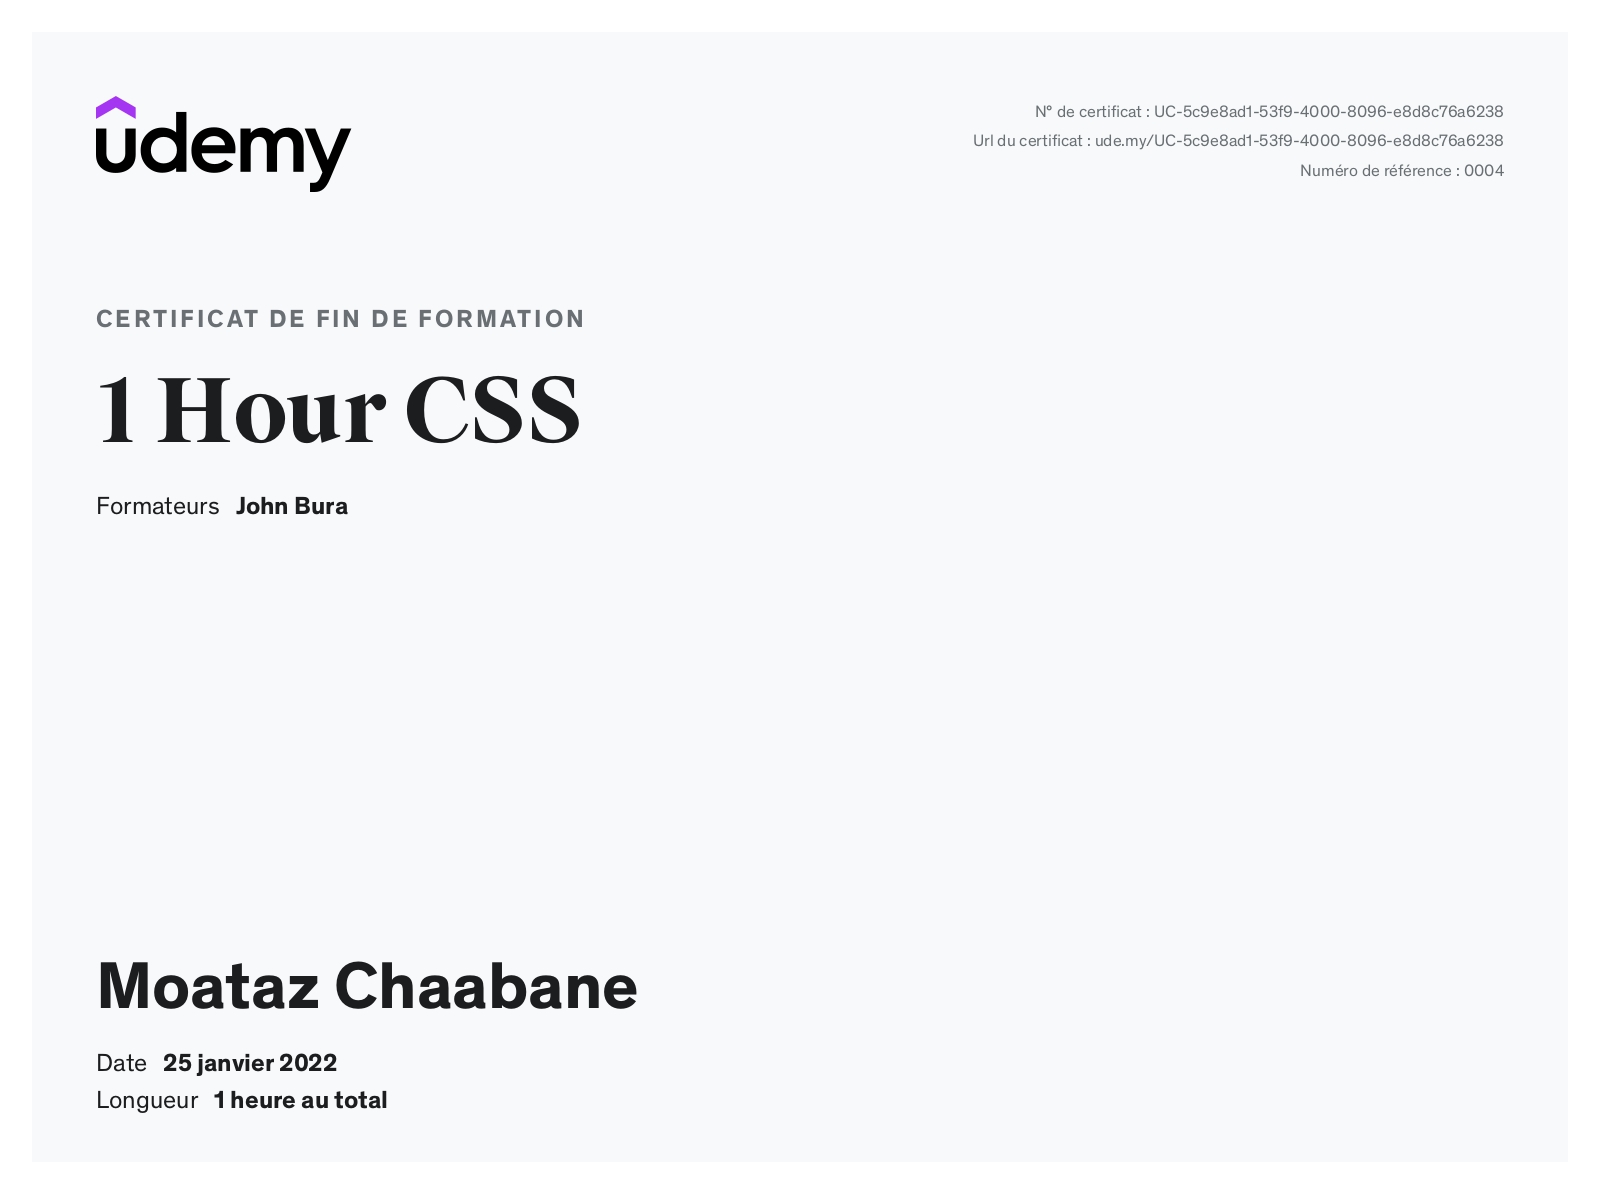 udemy
N° de certificat : UC-5c9e8ad1-53f9-4000-8096-e8d8c76a6238
Url du certificat : ude.my/UC-5c9e8ad1-53f9-4000-8096-e8d8c76a6238
Numéro de référence : 0004
CERTIFICAT DE FIN DE FORMATION
1 Hour CSS
Formateurs John Bura
Moataz Chaabane
Date 25 janvier 2022
Longueur 1 heure au total